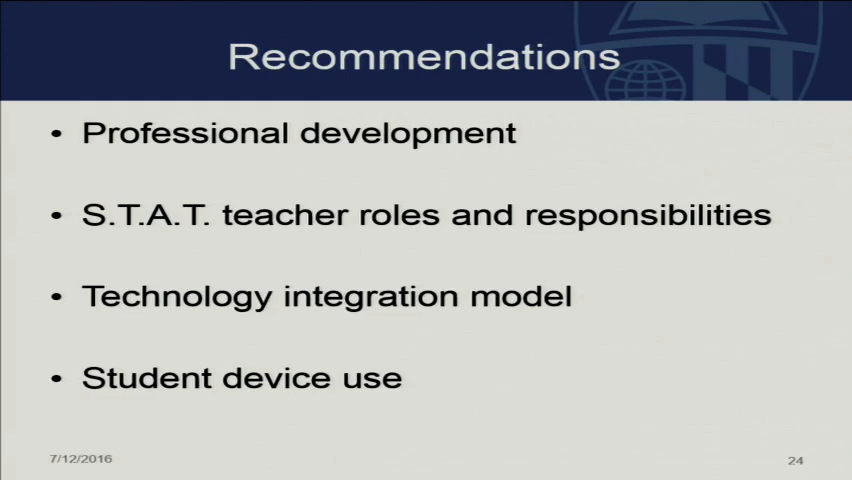 Recommendations
• Professional development
• S.T.A.T. teacher roles and responsibilities
• Technology integration model
• Student device use
7/12/2016
24